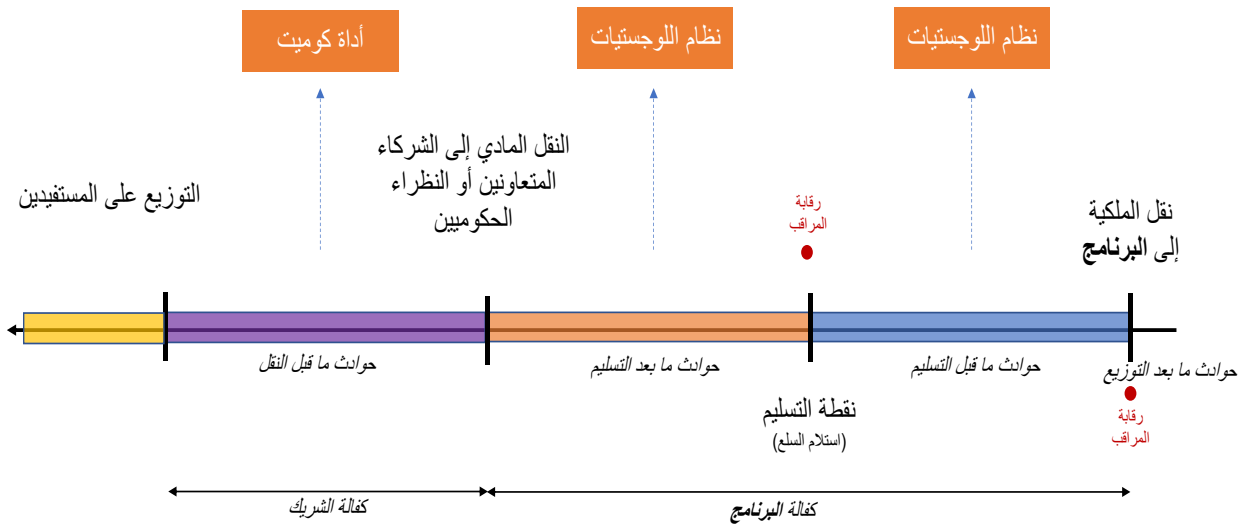 نظام اللوجستيات
نظام اللوجستيات
أداة كوميت
النقل المادي إلى الشركاء
المتعاونين أو النظراء
الحكوميين
التوزيع على المستفيدين
رقابة
المراقب
نقل الملكية
إلى البرنامج
حوادث ما بعد التوزيع
حوادث ما قبل التسليم
حوادث ما بعد التسليم
حوادث ما قبل النقل
نقطة التسليم
(استلام السلع)
رقابة
المراقب
كفالة البرنامج
كفالة الشريك